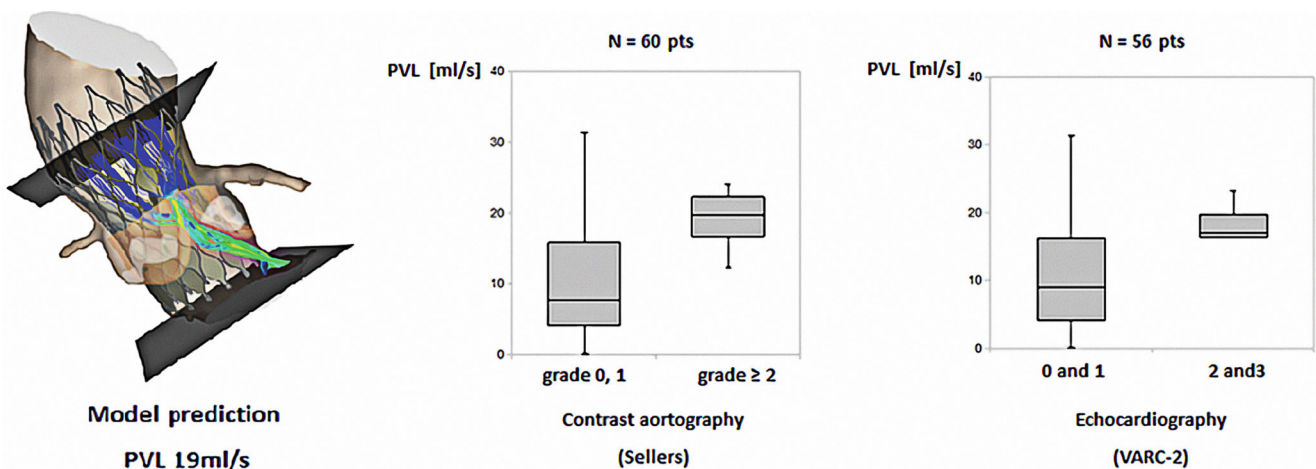 Model prediction
PVL 19ml/s
N = 60 pts
PVL [ml/s]
40
30
20
10
0
grade 0, 1 grade ≥ 2
Contrast aortography
(Sellers)
N = 56 pts
PVL [ml/s]
40
30
20
10
0
0 and 1 2 and3
Echocardiography
(VARC-2)